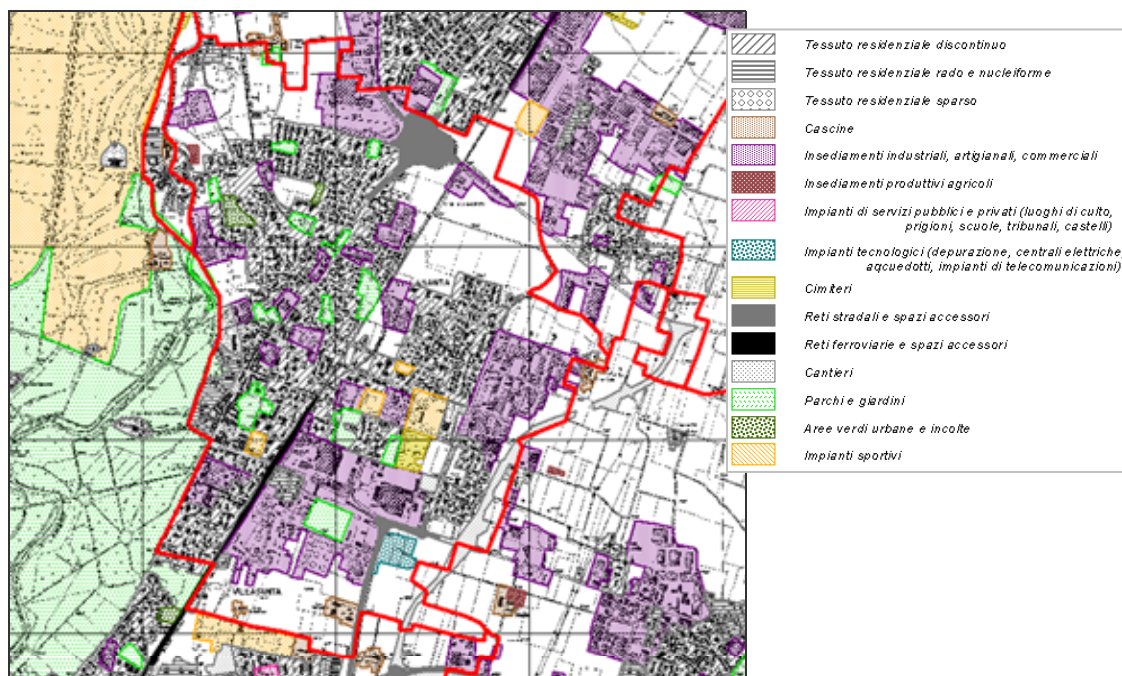 Tessuto residenziale discontinuo
Tessuto residenziale rado e nucleiforme
Tessuto residenziale sparso
Cascine
Insediamenti industriali, artigianali, commerciali
Insediamenti produttivi agricoli
Impianti di servizi pubblici e privati (luoghi di culto,
prigioni, scuole, tribunali, castelli)
Impianti tecnologici (depurazione, centrali elettriche,
aqcuedotti, impianti di telecomunicazioni)
Cimiteri
Reti stradali e spazi accessori
Reti ferroviarie e spazi accessori
Cantieri
Parchi e giardini
Aree verdi urbane e incolte
Impianti sportivi
VILLASANTA